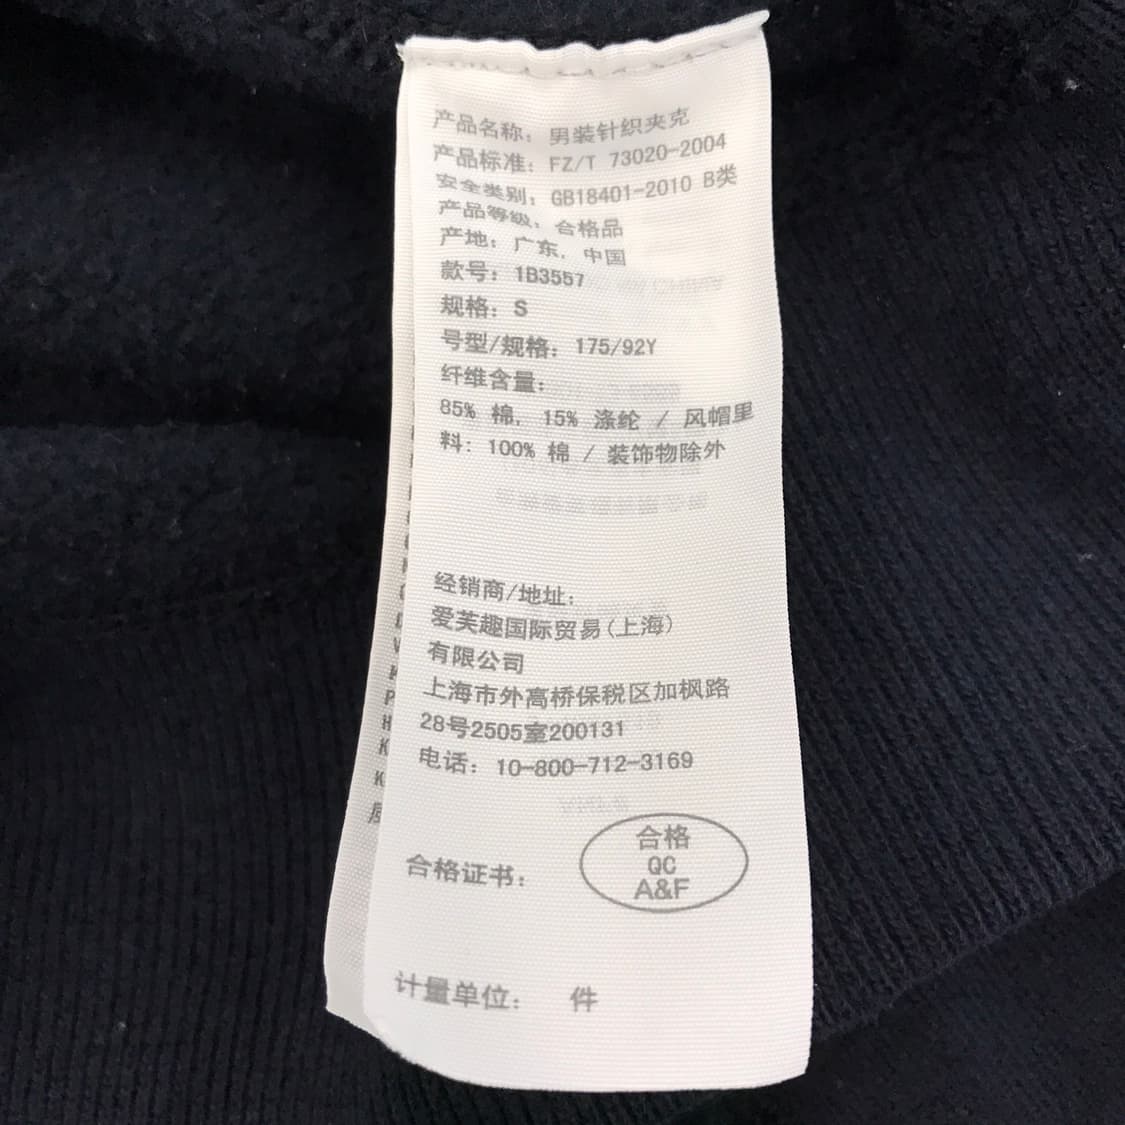 产品名称：男装针织夹克
产品标准：FZ/T 73020-2004
安全类别：GB18401-2010 B类
产品等级：合格品
产地：广东，中国
款号：1B3557
规格：S
号型/规格：175/92Y
纤维含量：
85% 棉，15% 涤纶 / 风帽里
料：100% 棉 / 装饰物除外
经销商/地址：
爱芙趣国际贸易(上海)
有限公司
上海市外高桥保税区加枫路
28号2505室200131
电话：10-800-712-3169
合格证书：
合格
QC
A&F
计量单位： 件